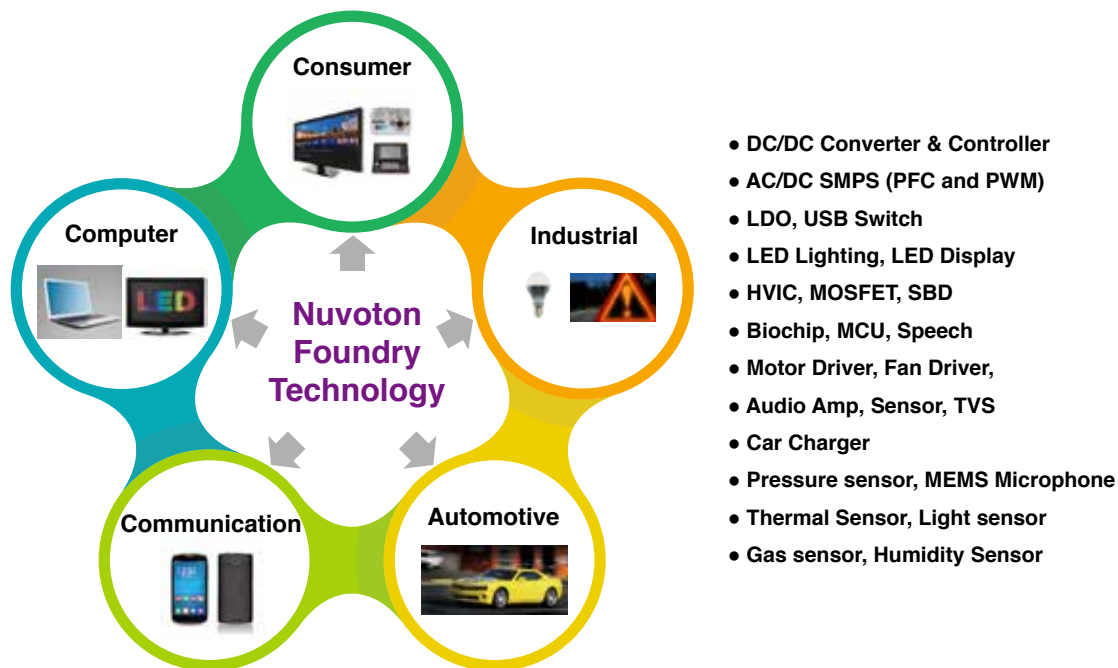 Consumer
Computer
Industrial
LED
Nuvoton
Foundry
Technology
Communication
Automotive
● DC/DC Converter & Controller
● AC/DC SMPS (PFC and PWM)
● LDO, USB Switch
● LED Lighting, LED Display
● HVIC, MOSFET, SBD
● Biochip, MCU, Speech
● Motor Driver, Fan Driver,
● Audio Amp, Sensor, TVS
● Car Charger
● Pressure sensor, MEMS Microphone
● Thermal Sensor, Light sensor
● Gas sensor, Humidity Sensor